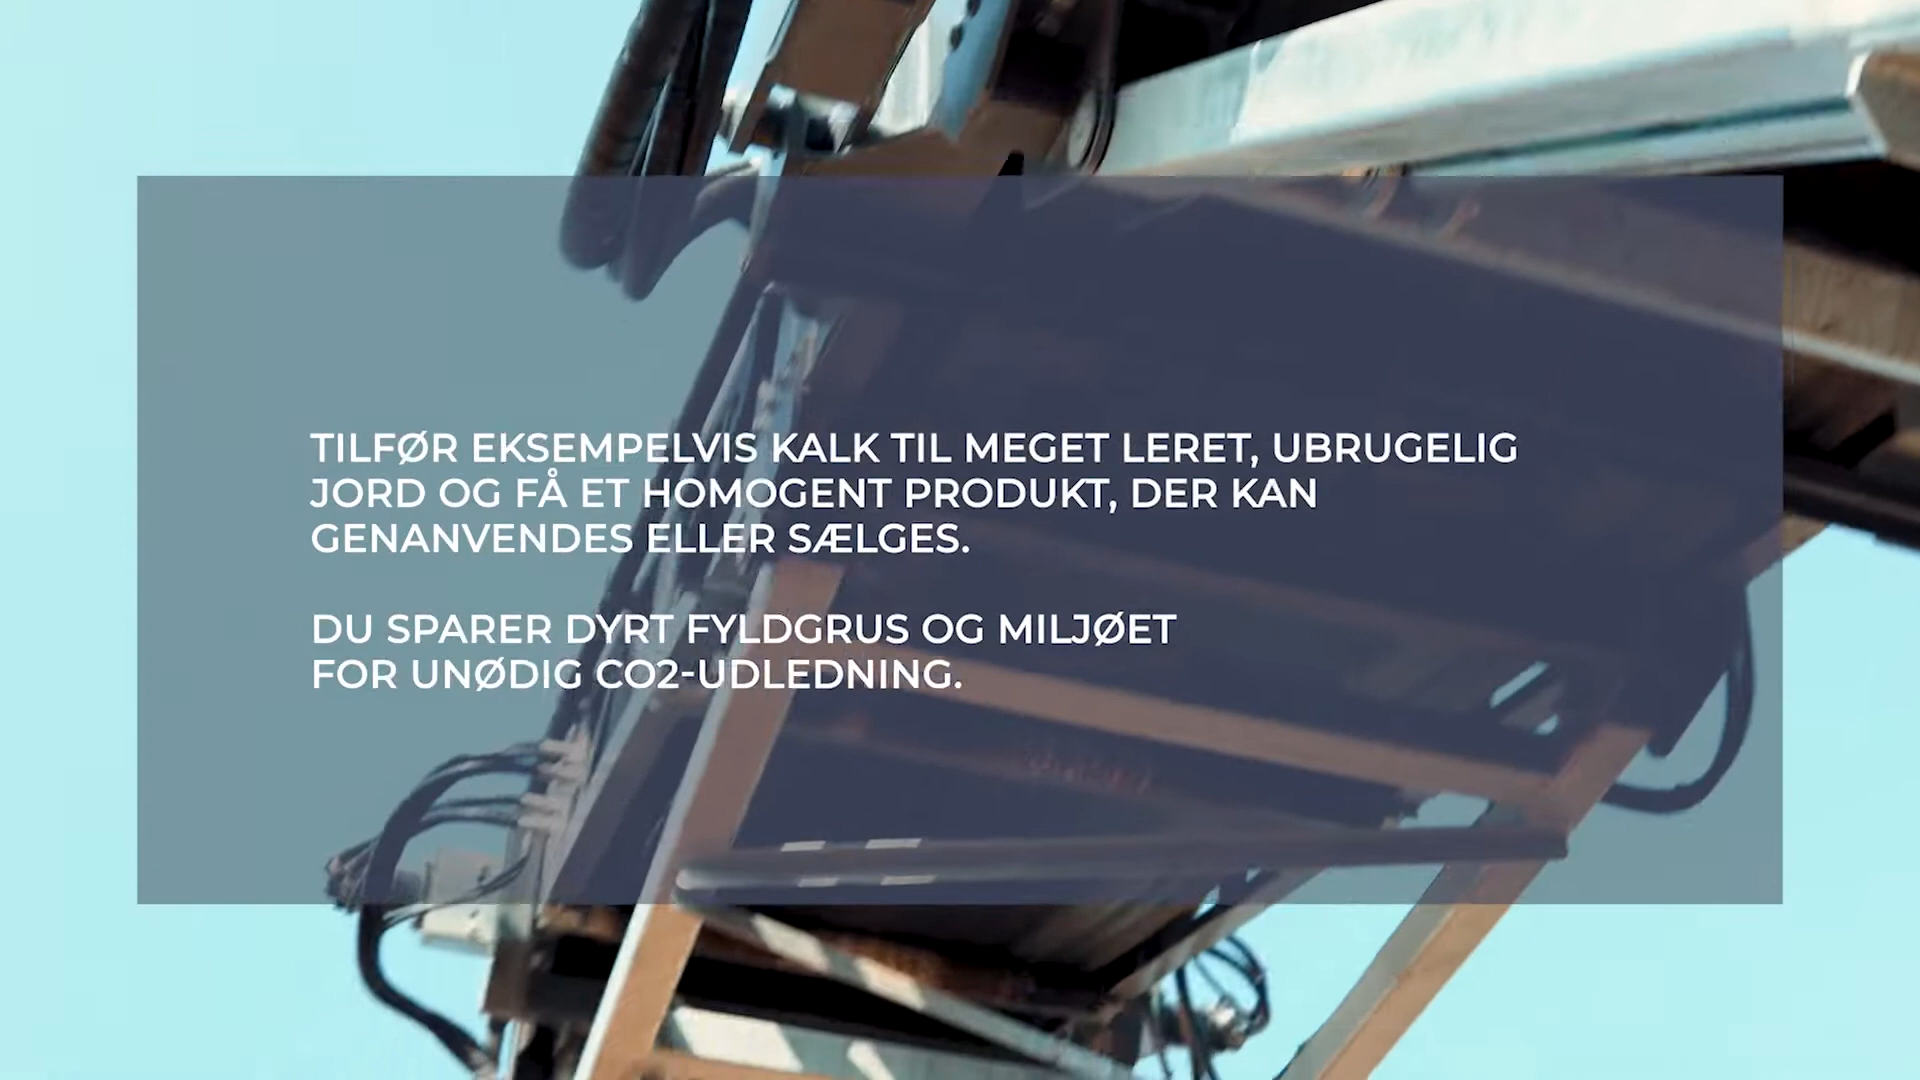 TILFØR EKSEMPELVIS KALK TIL MEGET LERET, UBRUGELIG
JORD OG FÅ ET HOMOGENT PRODUKT, DER KAN
GENANVENDES ELLER SÆLGES.
DU SPARER DYRT FYLDGRUS OG MILJØET
FOR UNØDIG CO2-UDLEDNING.